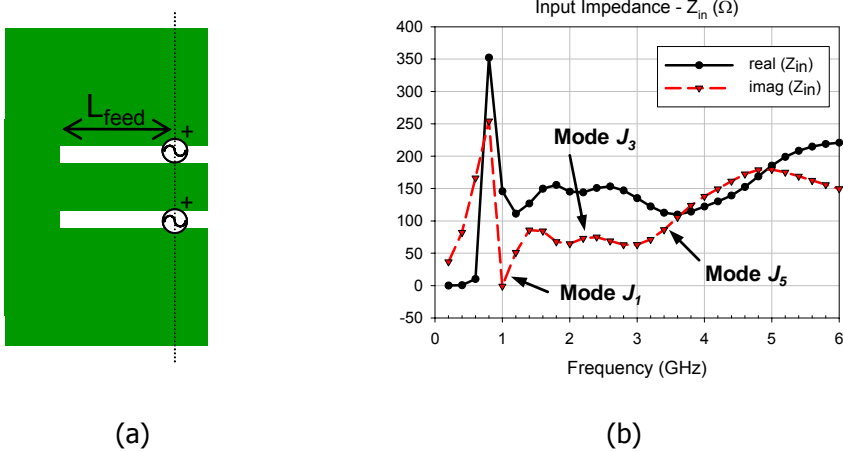 L_feed
+
+
(a)
Input Impedance - Z_in (Ω)
400
350
300
250
200
150
100
50
0
-50
0 1 2 3 4 5 6
Frequency (GHz)
real (Z_in)
imag (Z_in)
Mode J_3
Mode J_1
Mode J_5
(b)